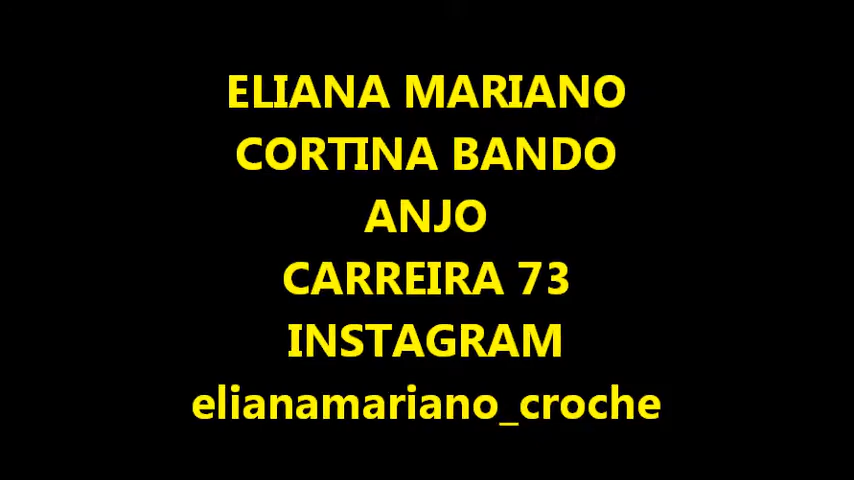 ELIANA MARIANO
CORTINA BANDO
ANJO
CARREIRA 73
INSTAGRAM
elianamariano_croche